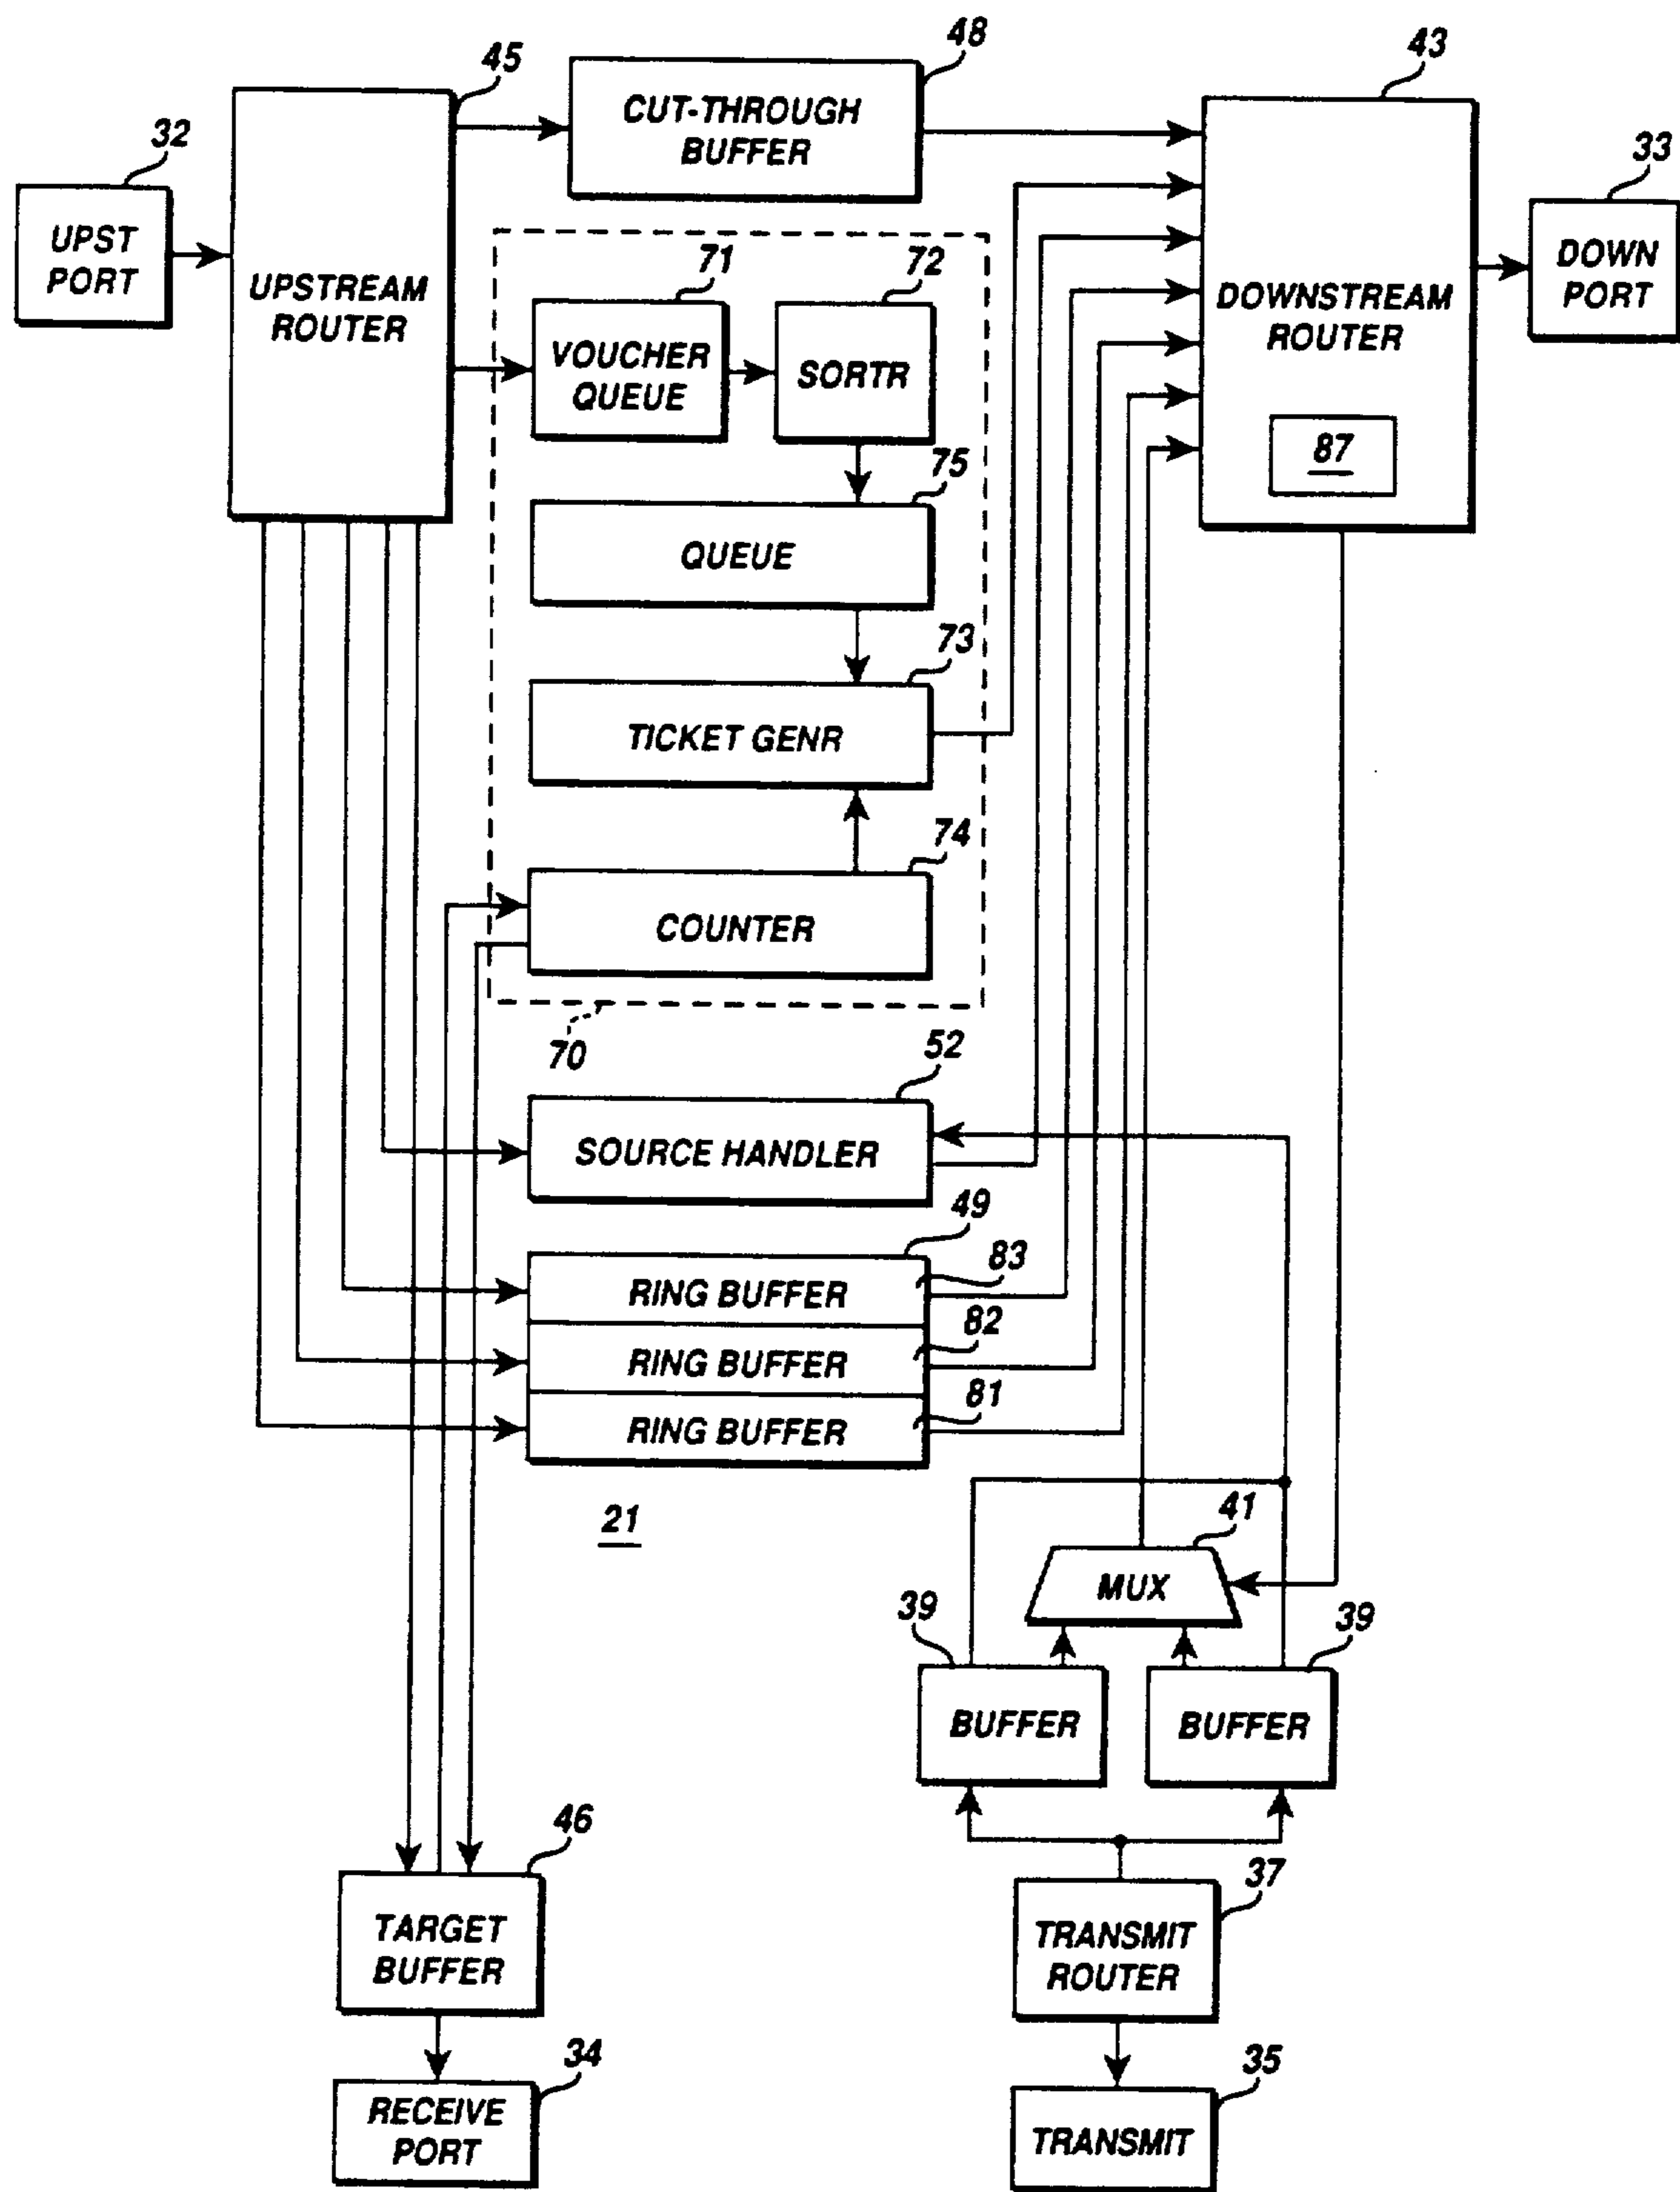 48
43
45
CUT-THROUGH
BUFFER
32
33
UPST
PORT
UPSTREAM
ROUTER
71
72
DOWNSTREAM
ROUTER
DOWN
PORT
VOUCHER
QUEUE
SORTR
87
75
QUEUE
73
TICKET GENR
74
COUNTER
70
52
SOURCE HANDLER
49
RING BUFFER
83
RING BUFFER
82
RING BUFFER
81
21
41
MUX
39
39
BUFFER
BUFFER
46
37
TARGET
BUFFER
TRANSMIT
ROUTER
34
35
RECEIVE
PORT
TRANSMIT